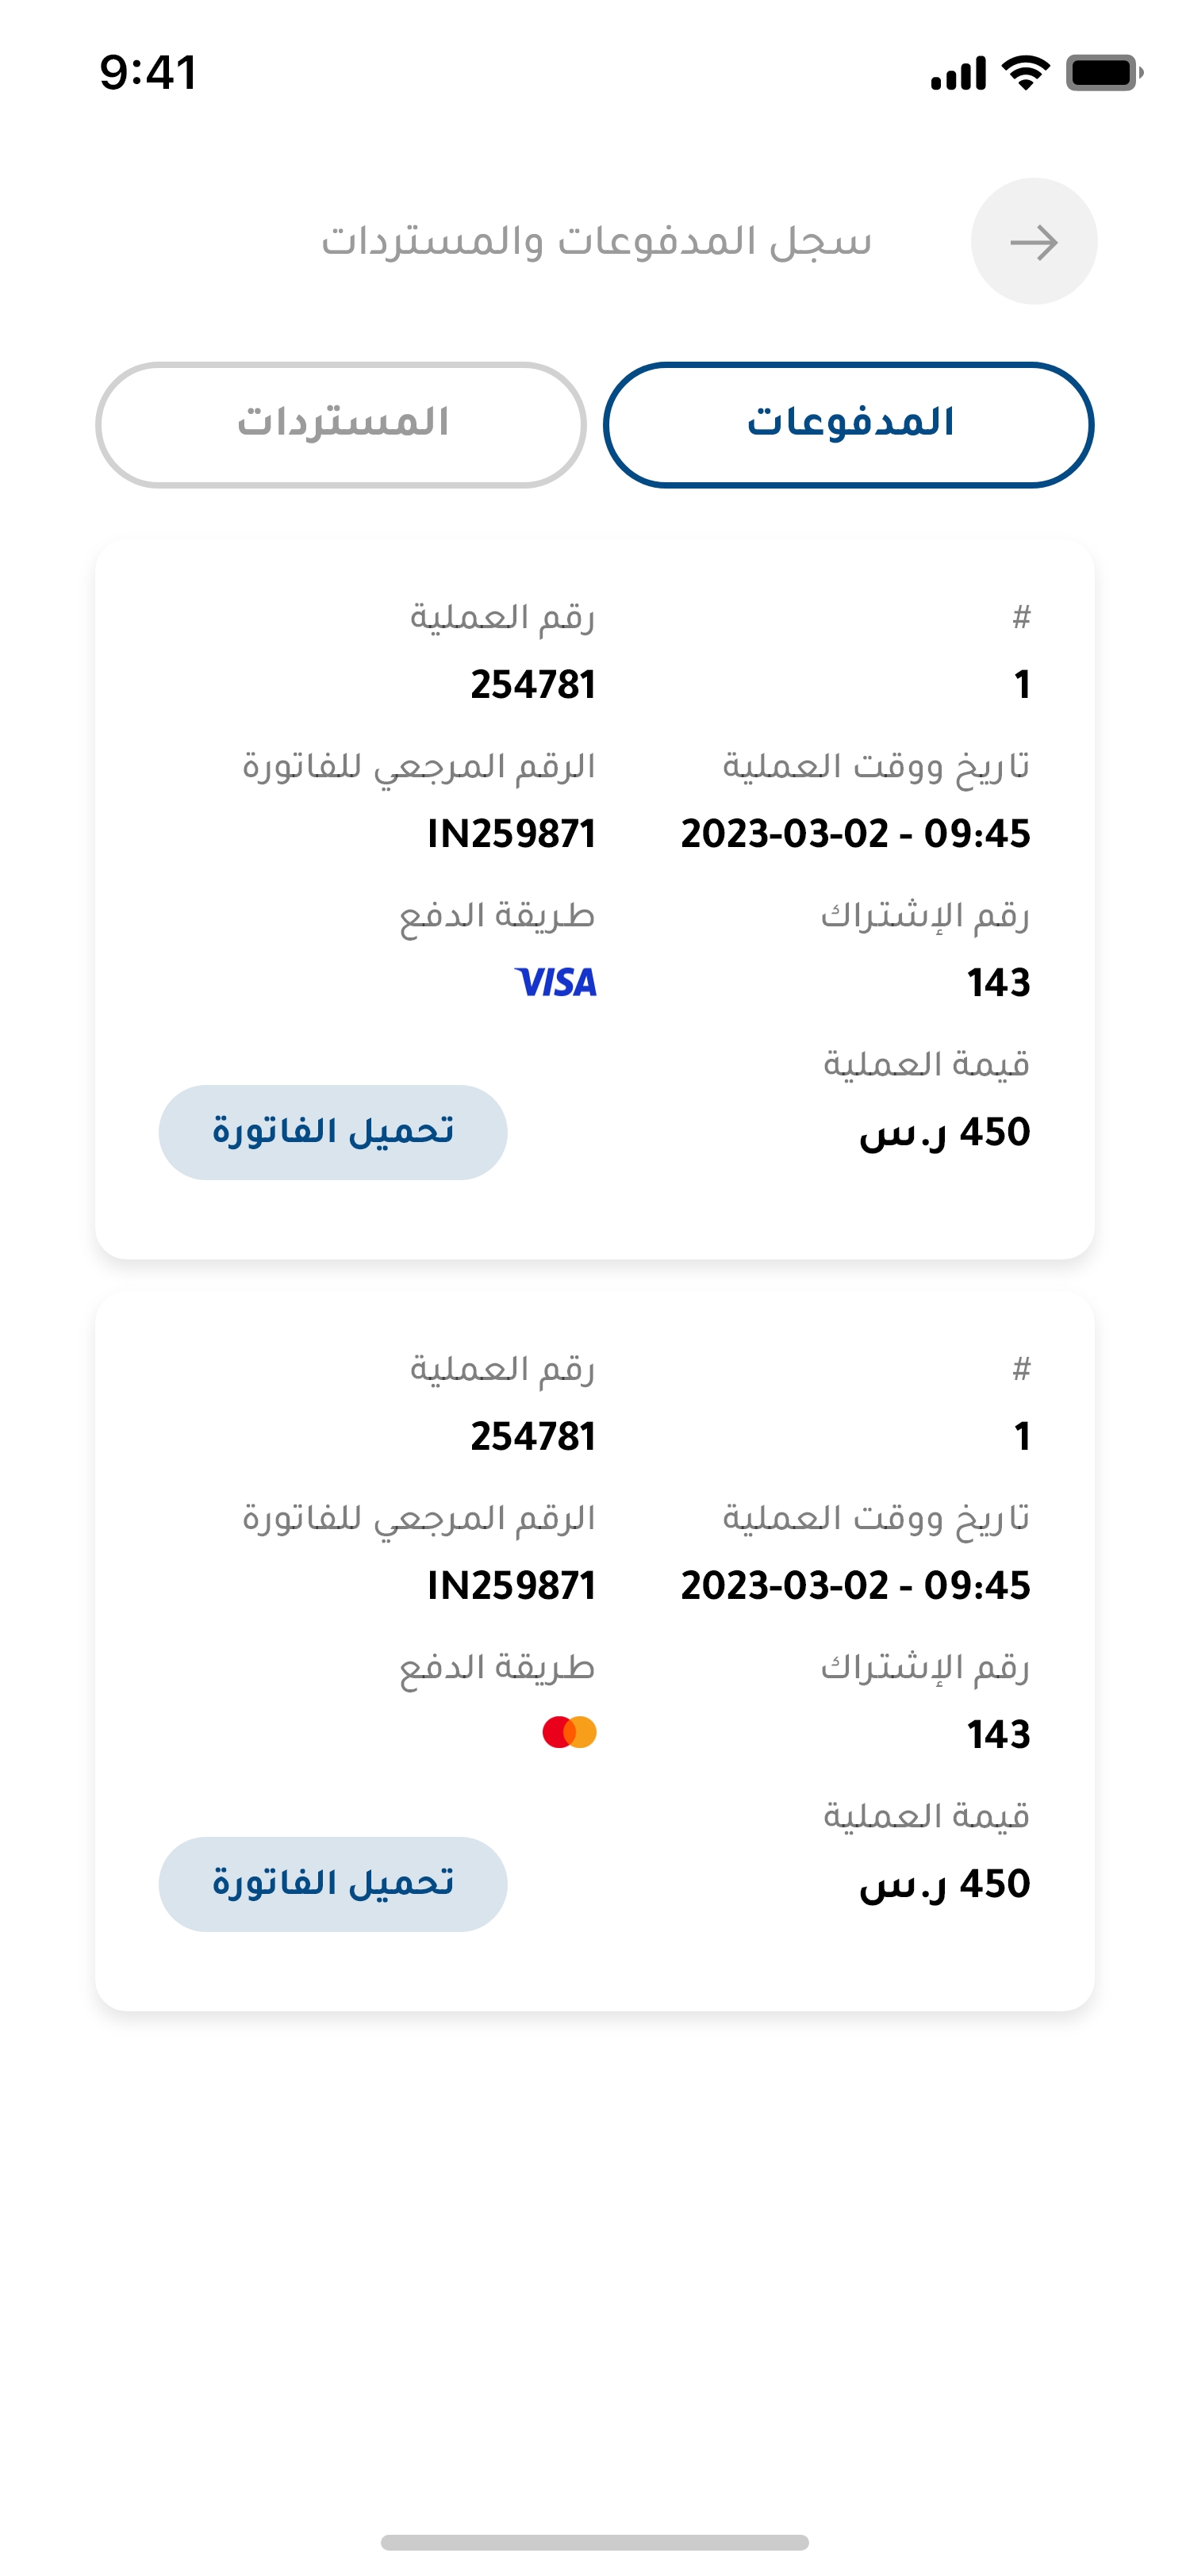 9:41
سجل المدفوعات والمستردات
المدفوعات
المستردات
#
رقم العملية
1
254781
تاريخ ووقت العملية
الرقم المرجعي للفاتورة
2023-03-02 - 09:45
IN259871
رقم الإشتراك
طريقة الدفع
143
VISA
قيمة العملية
450 ر.س
تحميل الفاتورة
#
رقم العملية
1
254781
تاريخ ووقت العملية
الرقم المرجعي للفاتورة
2023-03-02 - 09:45
IN259871
رقم الإشتراك
طريقة الدفع
143
قيمة العملية
450 ر.س
تحميل الفاتورة